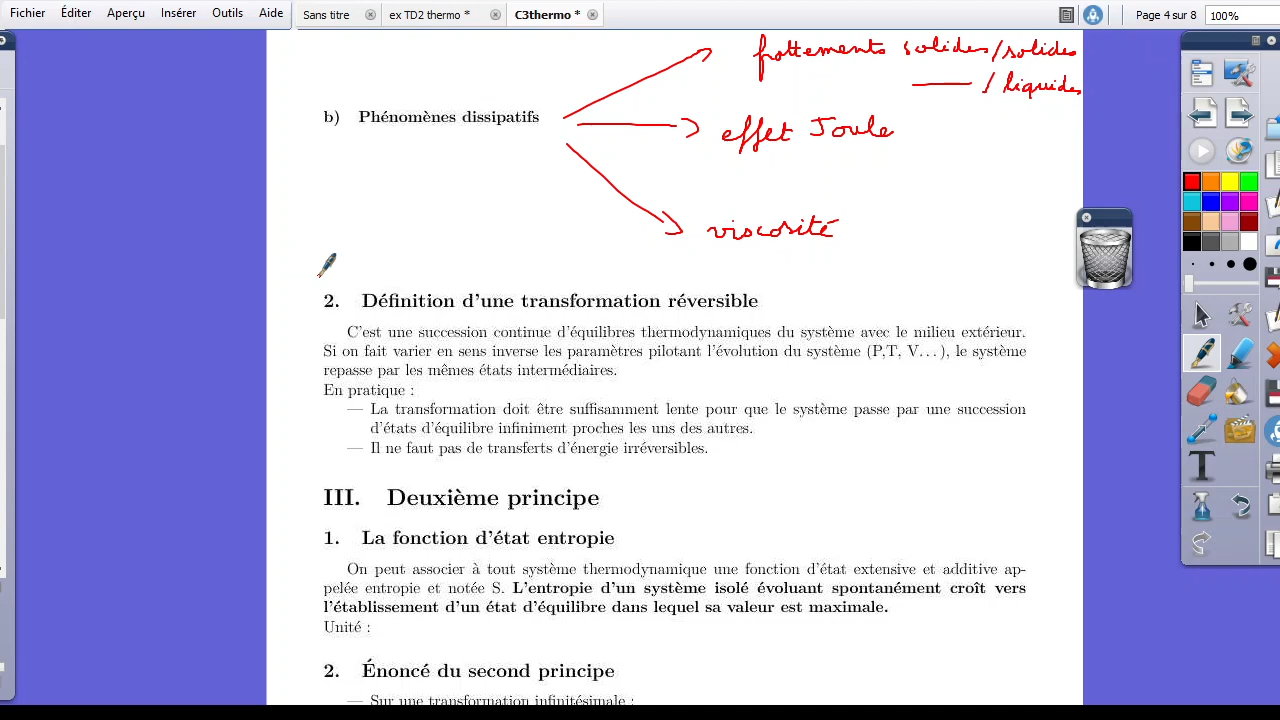 Fichier Éditer Aperçu Insérer Outils Aide
Sans titre ex TD2 thermo * C3thermo *
Page 4 sur 8 100%
frottements solides/solides
/ liquides
b) Phénomènes dissipatifs
effet Joule
viscosité
2. Définition d'une transformation réversible
C'est une succession continue d'équilibres thermodynamiques du système avec le milieu extérieur.
Si on fait varier en sens inverse les paramètres pilotant l'évolution du système (P,T, V...), le système
repasse par les mêmes états intermédiaires.
En pratique :
— La transformation doit être suffisamment lente pour que le système passe par une succession
d'états d'équilibre infiniment proches les uns des autres.
— Il ne faut pas de transferts d'énergie irréversibles.
III. Deuxième principe
1. La fonction d'état entropie
On peut associer à tout système thermodynamique une fonction d'état extensive et additive ap-
pelée entropie et notée S. L'entropie d'un système isolé évoluant spontanément croît vers
l'établissement d'un état d'équilibre dans lequel sa valeur est maximale.
Unité :
2. Énoncé du second principe
— Sur une transformation infinitésimale :